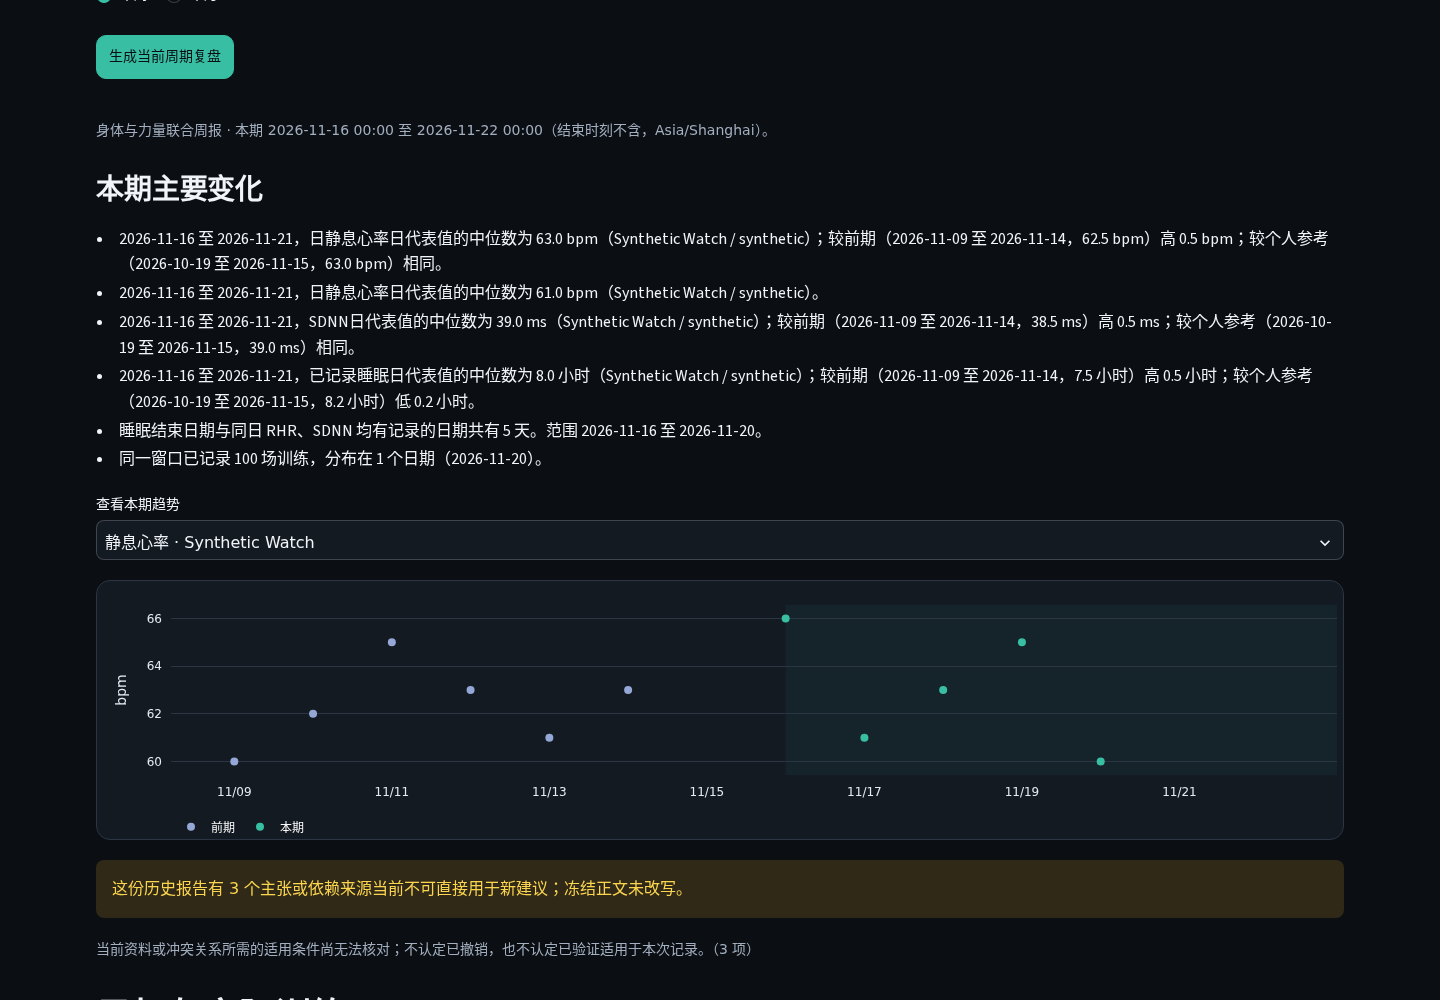 生成当前周期复盘
身体与力量联合周报 · 本期 2026-11-16 00:00 至 2026-11-22 00:00（结束时刻不含，Asia/Shanghai）。
本期主要变化
2026-11-16 至 2026-11-21，日静息心率日代表值的中位数为 63.0 bpm（Synthetic Watch / synthetic）；较前期（2026-11-09 至 2026-11-14，62.5 bpm）高 0.5 bpm；较个人参考
（2026-10-19 至 2026-11-15，63.0 bpm）相同。
2026-11-16 至 2026-11-21，日静息心率日代表值的中位数为 61.0 bpm（Synthetic Watch / synthetic）。
2026-11-16 至 2026-11-21，SDNN日代表值的中位数为 39.0 ms（Synthetic Watch / synthetic）；较前期（2026-11-09 至 2026-11-14，38.5 ms）高 0.5 ms；较个人参考（2026-10-
19 至 2026-11-15，39.0 ms）相同。
2026-11-16 至 2026-11-21，已记录睡眠日代表值的中位数为 8.0 小时（Synthetic Watch / synthetic）；较前期（2026-11-09 至 2026-11-14，7.5 小时）高 0.5 小时；较个人参考
（2026-10-19 至 2026-11-15，8.2 小时）低 0.2 小时。
睡眠结束日期与同日 RHR、SDNN 均有记录的日期共有 5 天。范围 2026-11-16 至 2026-11-20。
同一窗口已记录 100 场训练，分布在 1 个日期（2026-11-20）。
查看本期趋势
静息心率 · Synthetic Watch
66
64
62
60
bpm
11/09 11/11 11/13 11/15 11/17 11/19 11/21
前期 本期
这份历史报告有 3 个主张或依赖来源当前不可直接用于新建议；冻结正文未改写。
当前资料或冲突关系所需的适用条件尚无法核对；不认定已撤销，也不认定已验证适用于本次记录。（3 项）